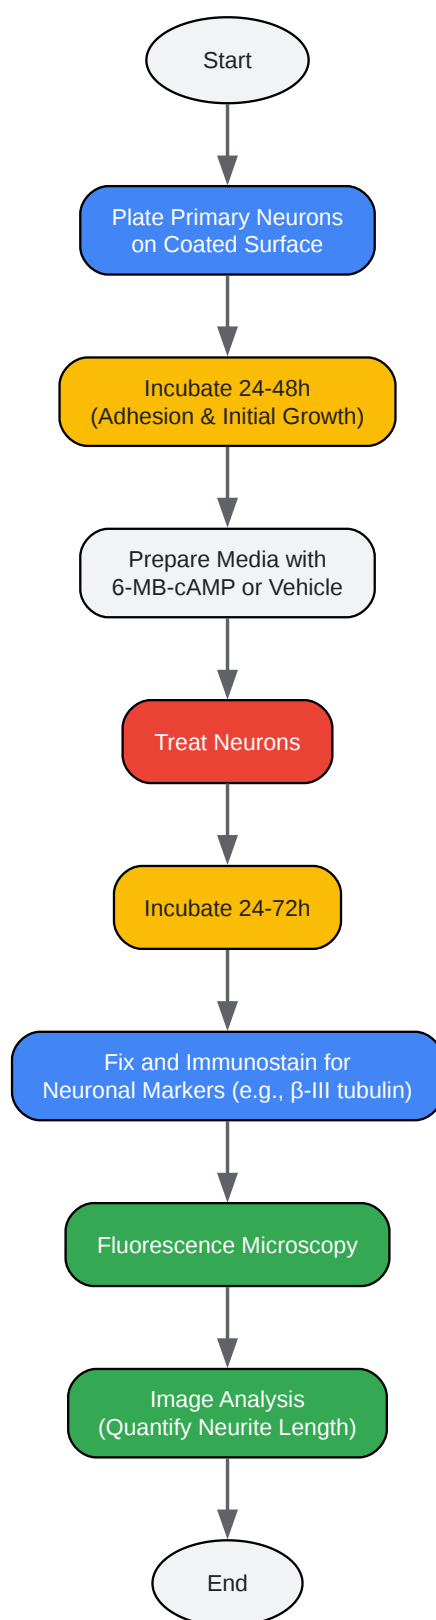 Start
Plate Primary Neurons
on Coated Surface
Incubate 24-48h
(Adhesion & Initial Growth)
Prepare Media with
6-MB-cAMP or Vehicle
Treat Neurons
Incubate 24-72h
Fix and Immunostain for
Neuronal Markers (e.g., β-III tubulin)
Fluorescence Microscopy
Image Analysis
(Quantify Neurite Length)
End